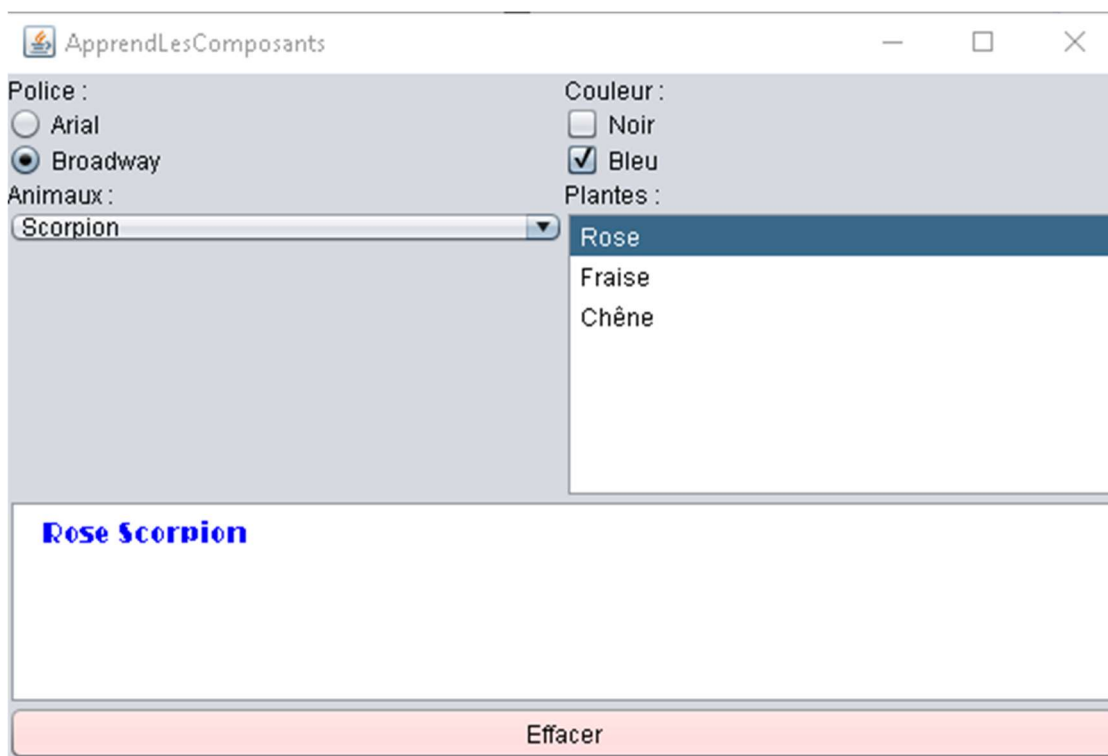 ApprendLesComposants
Police :
Arial
Broadway
Couleur :
Noir
Bleu
Animaux :
Scorpion
Plantes :
Rose
Fraise
Chêne
Rose Scorpion
Effacer